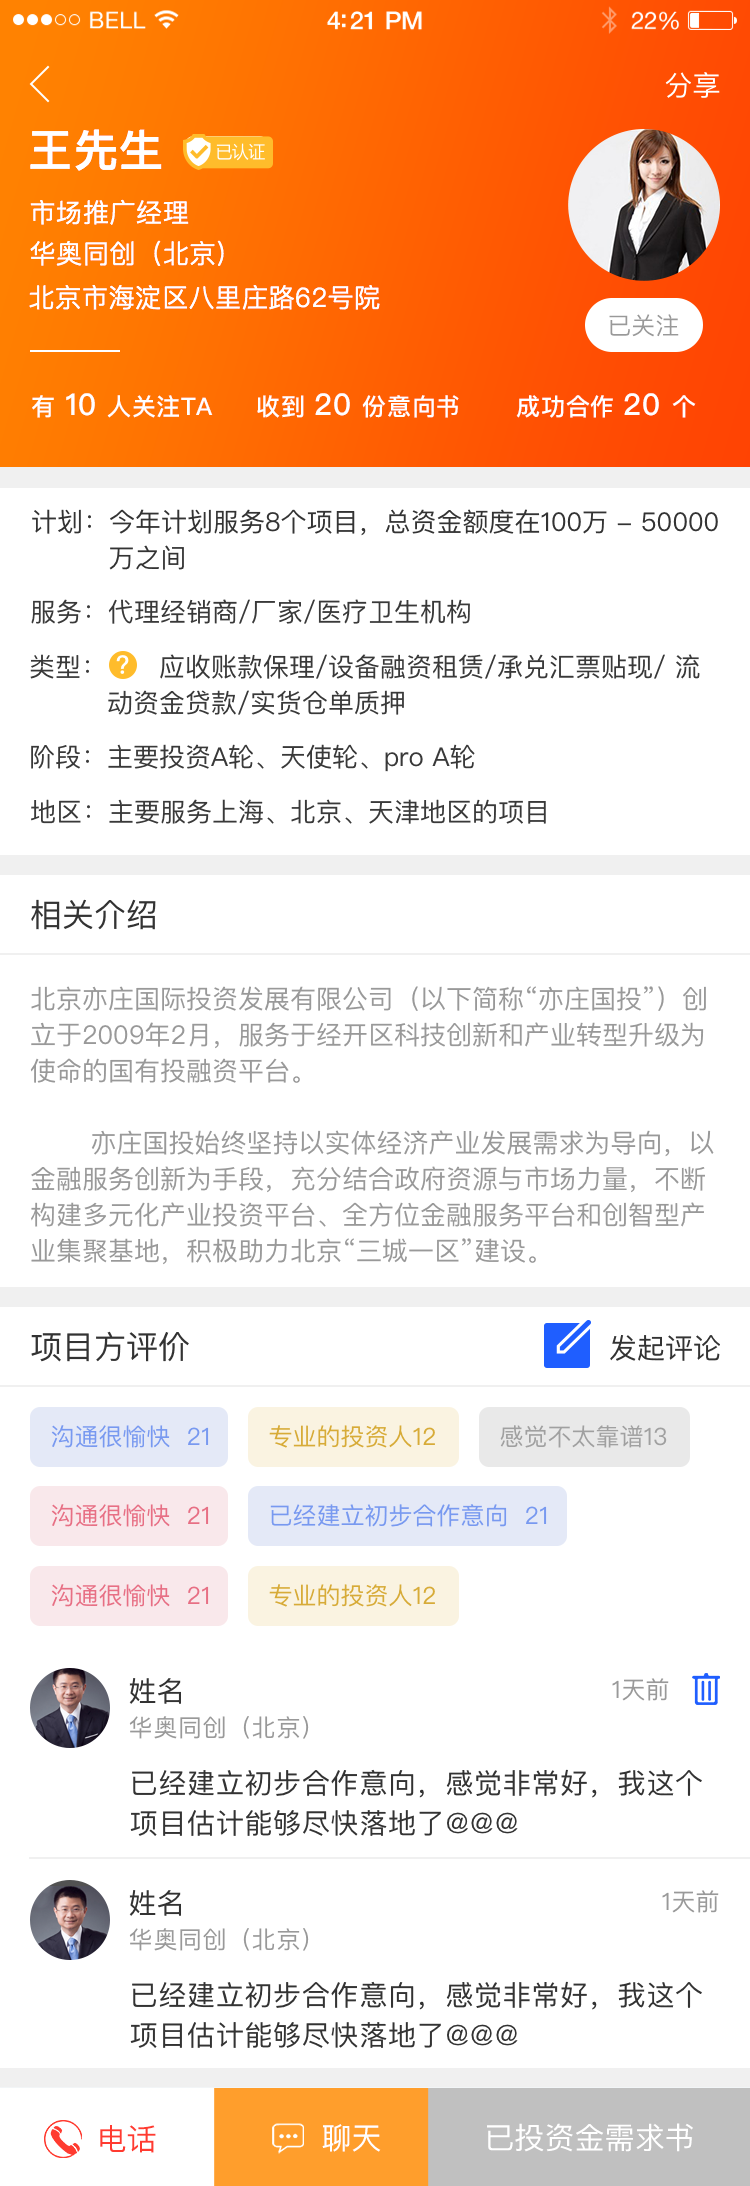 BELL
4:21 PM
22%
分享
王先生
已认证
市场推广经理
华奥同创（北京）
北京市海淀区八里庄路62号院
已关注
有 10 人关注TA 收到 20 份意向书 成功合作 20 个
计划： 今年计划服务8个项目，总资金额度在100万 – 50000
万之间
服务： 代理经销商/厂家/医疗卫生机构
类型： ? 应收账款保理/设备融资租赁/承兑汇票贴现/ 流
动资金贷款/实货仓单质押
阶段： 主要投资A轮、天使轮、pro A轮
地区： 主要服务上海、北京、天津地区的项目
相关介绍
北京亦庄国际投资发展有限公司（以下简称“亦庄国投”）创
立于2009年2月，服务于经开区科技创新和产业转型升级为
使命的国有投融资平台。
亦庄国投始终坚持以实体经济产业发展需求为导向，以
金融服务创新为手段，充分结合政府资源与市场力量，不断
构建多元化产业投资平台、全方位金融服务平台和创智型产
业集聚基地，积极助力北京“三城一区”建设。
项目方评价 发起评论
沟通很愉快 21 专业的投资人12 感觉不太靠谱13
沟通很愉快 21 已经建立初步合作意向 21
沟通很愉快 21 专业的投资人12
姓名 1天前
华奥同创（北京）
已经建立初步合作意向，感觉非常好，我这个
项目估计能够尽快落地了@@@
姓名 1天前
华奥同创（北京）
已经建立初步合作意向，感觉非常好，我这个
项目估计能够尽快落地了@@@
电话 聊天 已投资金需求书